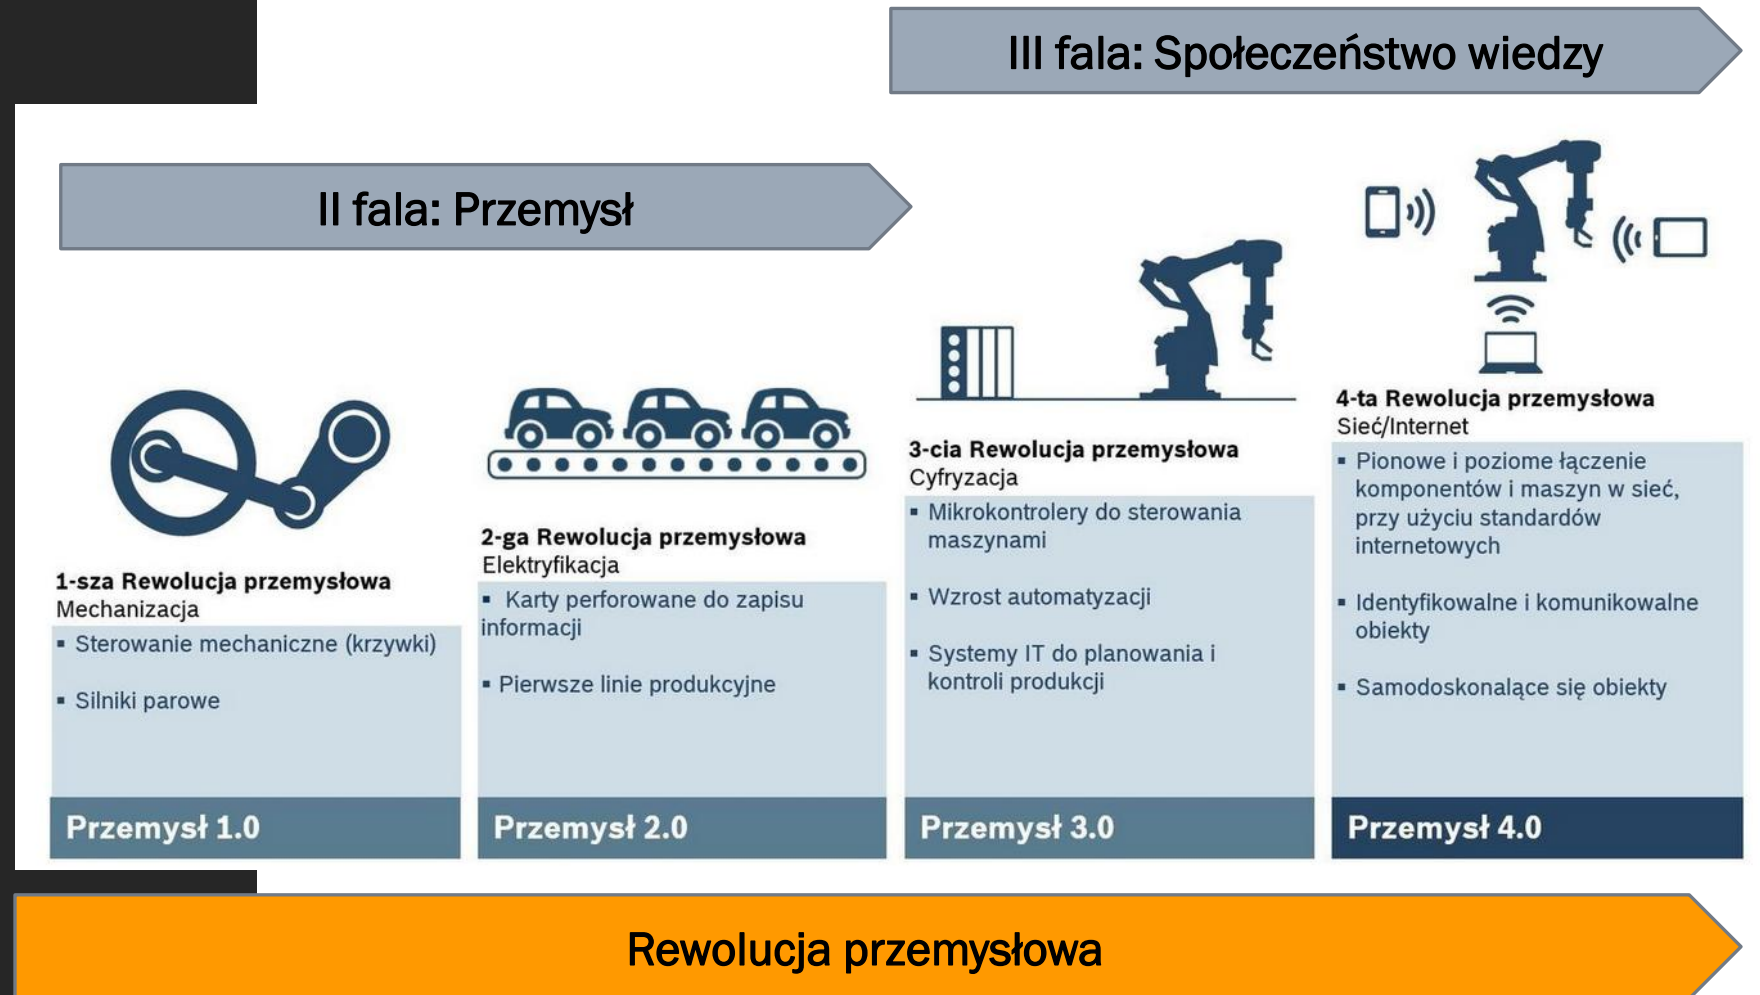 III fala: Społeczeństwo wiedzy
II fala: Przemysł
1-sza Rewolucja przemysłowa
Mechanizacja
▪ Sterowanie mechaniczne (krzywki)
▪ Silniki parowe
Przemysł 1.0
2-ga Rewolucja przemysłowa
Elektryfikacja
▪ Karty perforowane do zapisu
informacji
▪ Pierwsze linie produkcyjne
Przemysł 2.0
3-cia Rewolucja przemysłowa
Cyfryzacja
▪ Mikrokontrolery do sterowania
maszynami
▪ Wzrost automatyzacji
▪ Systemy IT do planowania i
kontroli produkcji
Przemysł 3.0
4-ta Rewolucja przemysłowa
Sieć/Internet
▪ Pionowe i poziome łączenie
komponentów i maszyn w sieć,
przy użyciu standardów
internetowych
▪ Identyfikowalne i komunikowalne
obiekty
▪ Samodoskonalące się obiekty
Przemysł 4.0
Rewolucja przemysłowa